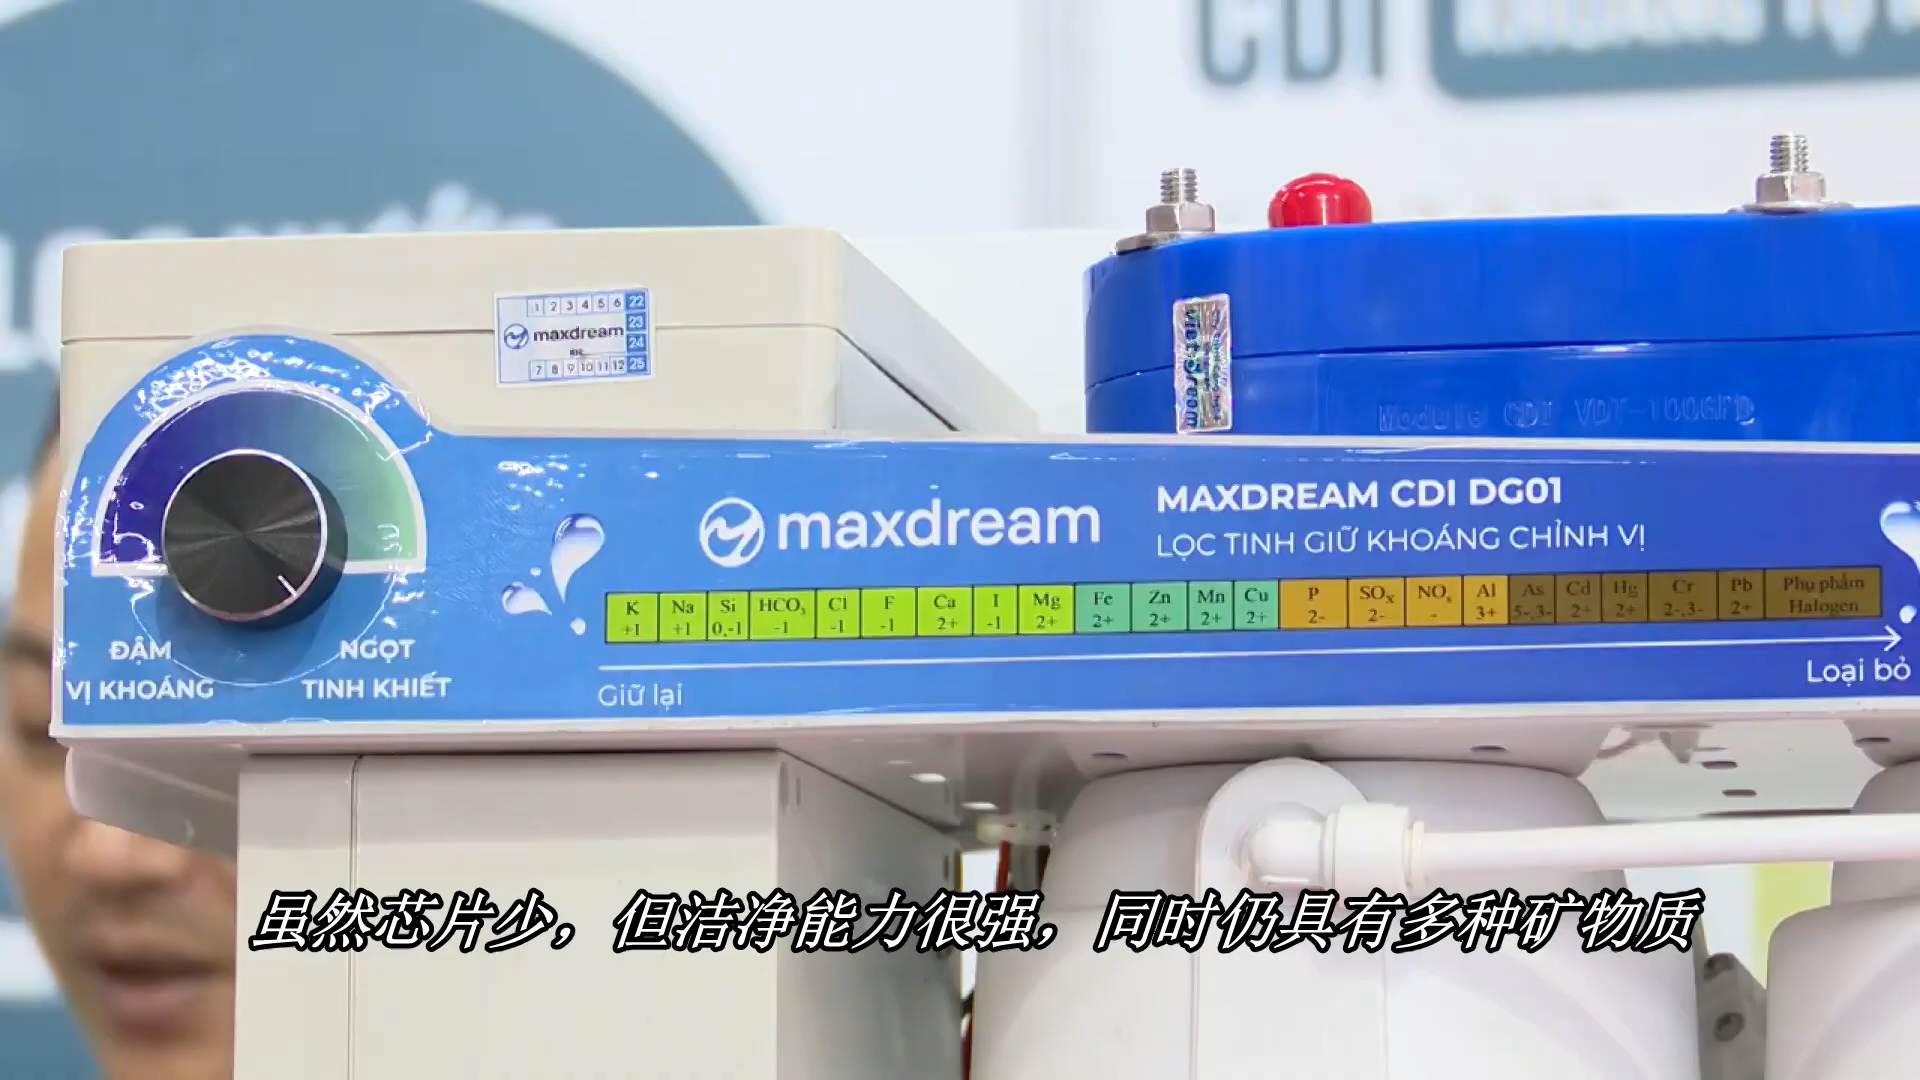 CDI
1 2 3 4 5 6 22
23
maxdream
24
7 8 9 10 11 12 25
Module CDI VDT-100GPD
maxdream
MAXDREAM CDI DG01
LỌC TINH GIỮ KHOÁNG CHỈNH VỊ
K Na Si HCO₃ Cl F Ca I Mg Fe Zn Mn Cu P SOₓ NOₓ Al As Cd Hg Cr Pb Phụ phẩm
+1 +1 0,-1 -1 -1 -1 2+ -1 2+ 2+ 2+ 2+ 2+ 2- 2- - 3+ 5-,3- 2+ 2+ 2-,3- 2+ Halogen
ĐẬM
VỊ KHOÁNG
NGỌT
TINH KHIẾT
Giữ lại
Loại bỏ
虽然芯片少，但洁净能力很强，同时仍具有多种矿物质